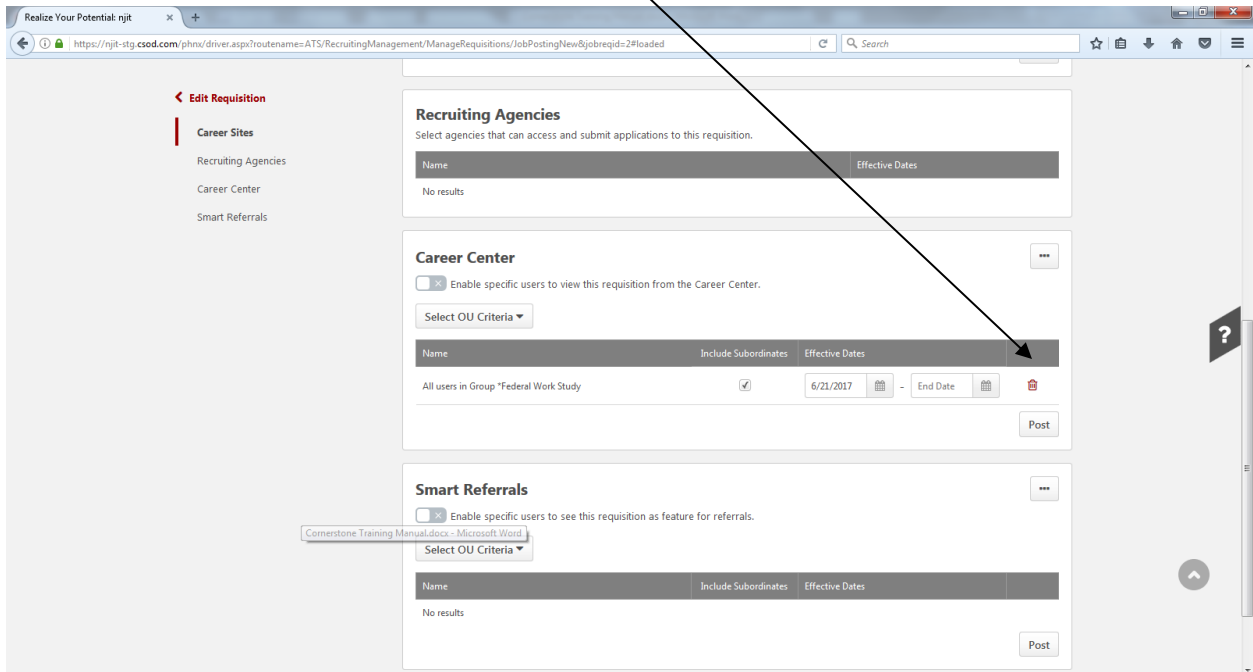 Realize Your Potential: njit
https://njit-stg.csod.com/phnx/driver.aspx?routename=ATS/RecruitingManagement/ManageRequisitions/JobPostingNew&jobreqid=2#loaded
Search
Edit Requisition
Career Sites
Recruiting Agencies
Career Center
Smart Referrals
Recruiting Agencies
Select agencies that can access and submit applications to this requisition.
Name Effective Dates
No results
Career Center
Enable specific users to view this requisition from the Career Center.
Select OU Criteria
Name Include Subordinates Effective Dates
All users in Group "Federal Work Study 6/21/2017 - End Date
Post
Smart Referrals
Enable specific users to see this requisition as feature for referrals.
Cornerstone Training Manual.docx - Microsoft Word
Select OU Criteria
Name Include Subordinates Effective Dates
No results
Post
?